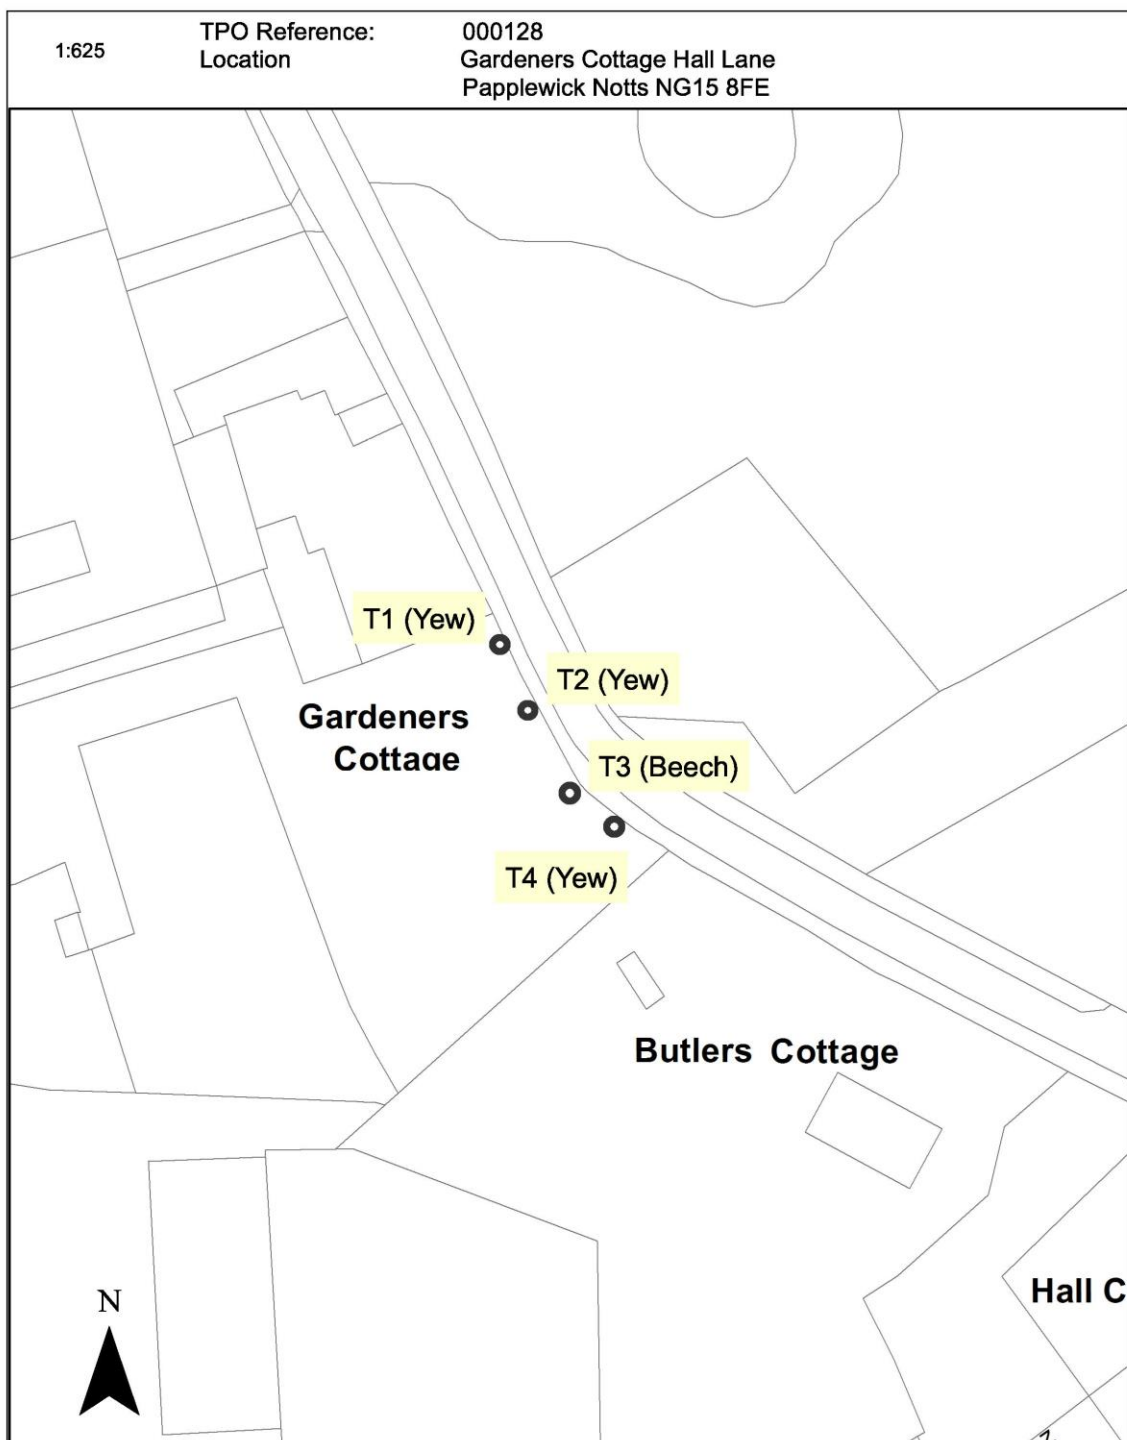 1:625
TPO Reference: 000128
Location Gardeners Cottage Hall Lane
Papplewick Notts NG15 8FE
T1 (Yew)
T2 (Yew)
Gardeners
Cottage
T3 (Beech)
T4 (Yew)
Butlers Cottage
Hall C
N